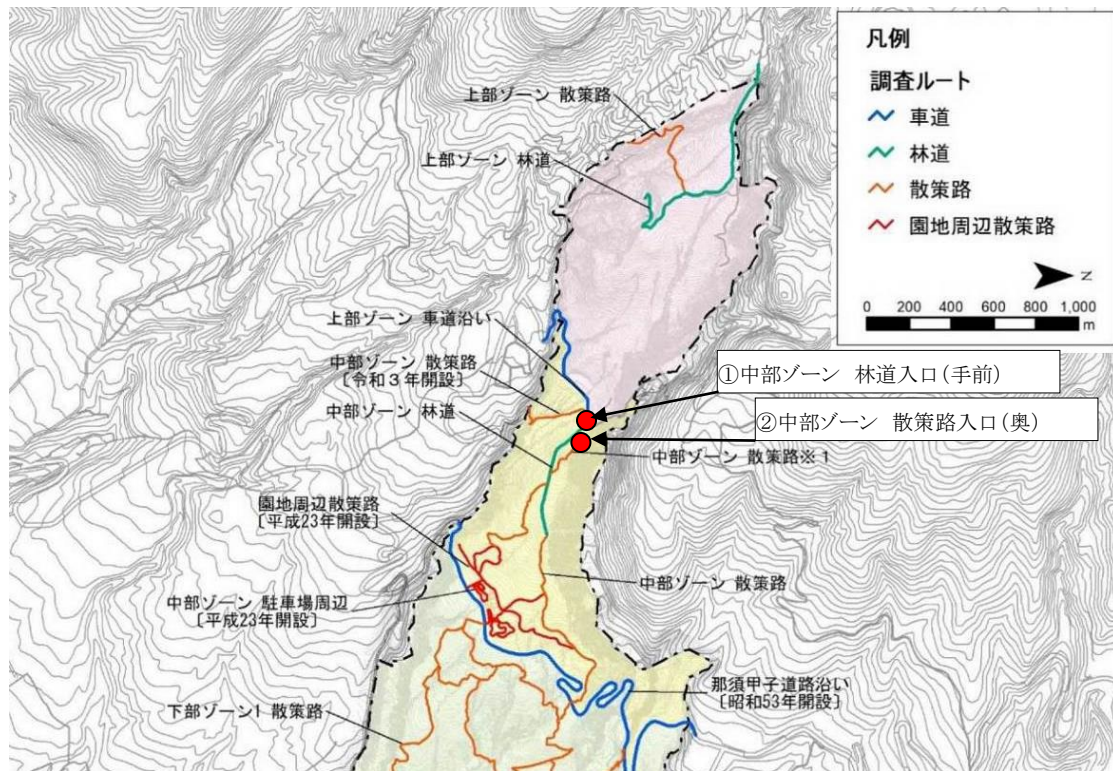 上部ゾーン 散策路
上部ゾーン 林道
上部ゾーン 車道沿い
中部ゾーン 散策路
〔令和3年開設〕
中部ゾーン 林道
①中部ゾーン 林道入口(手前)
②中部ゾーン 散策路入口(奥)
中部ゾーン 散策路※1
園地周辺散策路
〔平成23年開設〕
中部ゾーン 駐車場周辺
〔平成23年開設〕
中部ゾーン 散策路
那須甲子道路沿い
〔昭和53年開設〕
下部ゾーン1 散策路
凡例
調査ルート
車道
林道
散策路
園地周辺散策路
N
0 200 400 600 800 1,000
m